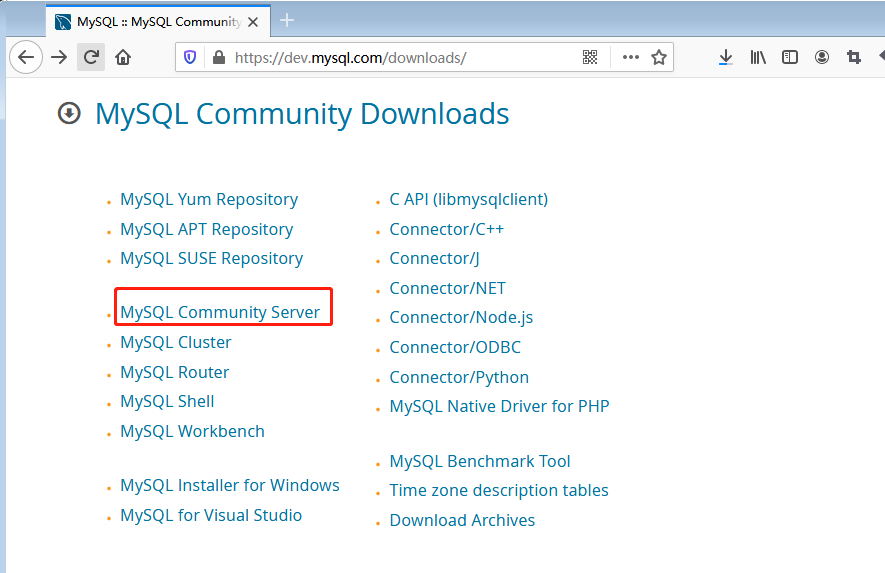 MySQL :: MySQL Community
https://dev.mysql.com/downloads/
MySQL Community Downloads
MySQL Yum Repository
MySQL APT Repository
MySQL SUSE Repository
MySQL Community Server
MySQL Cluster
MySQL Router
MySQL Shell
MySQL Workbench
MySQL Installer for Windows
MySQL for Visual Studio
C API (libmysqlclient)
Connector/C++
Connector/J
Connector/NET
Connector/Node.js
Connector/ODBC
Connector/Python
MySQL Native Driver for PHP
MySQL Benchmark Tool
Time zone description tables
Download Archives